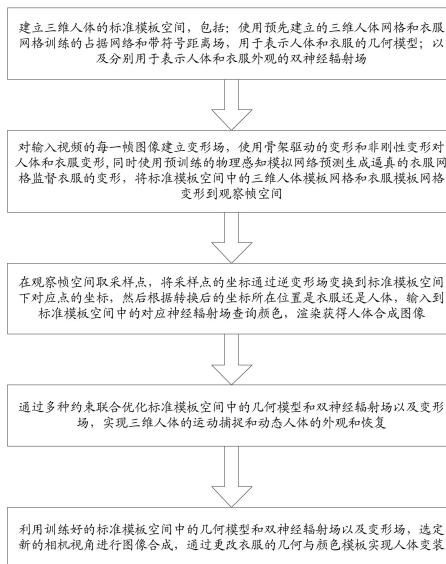 建立三维人体的标准模板空间，包括：使用预先建立的三维人体网格和衣服
网格训练的占据网络和带符号距离场，用于表示人体和衣服的几何模型；以
及分别用于表示人体和衣服外观的双神经辐射场
对输入视频的每一帧图像建立变形场，使用骨架驱动的变形和非刚性变形对
人体和衣服变形,同时使用预训练的物理感知模拟网络预测生成逼真的衣服网
格监督衣服的变形，将标准模板空间中的三维人体模板网格和衣服模板网格
变形到观察帧空间
在观察帧空间取采样点，将采样点的坐标通过逆变形场变换到标准模板空间
下对应点的坐标，然后根据转换后的坐标所在位置是衣服还是人体，输入到
标准模板空间中的对应神经辐射场查询颜色，渲染获得人体合成图像
通过多种约束联合优化标准模板空间中的几何模型和双神经辐射场以及变形
场，实现三维人体的运动捕捉和动态人体的外观和恢复
利用训练好的标准模板空间中的几何模型和双神经辐射场以及变形场，选定
新的相机视角进行图像合成，通过更改衣服的几何与颜色模板实现人体变装